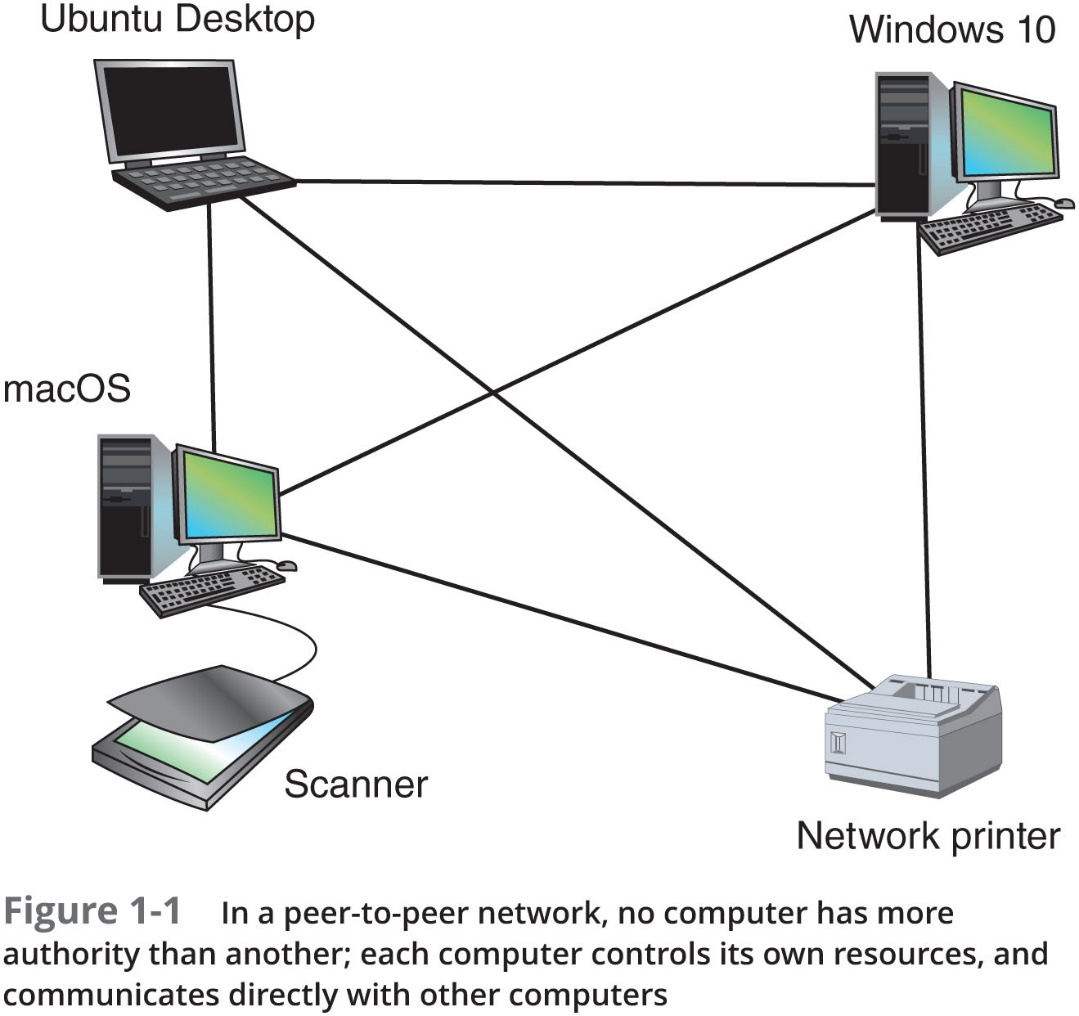 Ubuntu Desktop
Windows 10
macOS
Scanner
Network printer
Figure 1-1 In a peer-to-peer network, no computer has more
authority than another; each computer controls its own resources, and
communicates directly with other computers